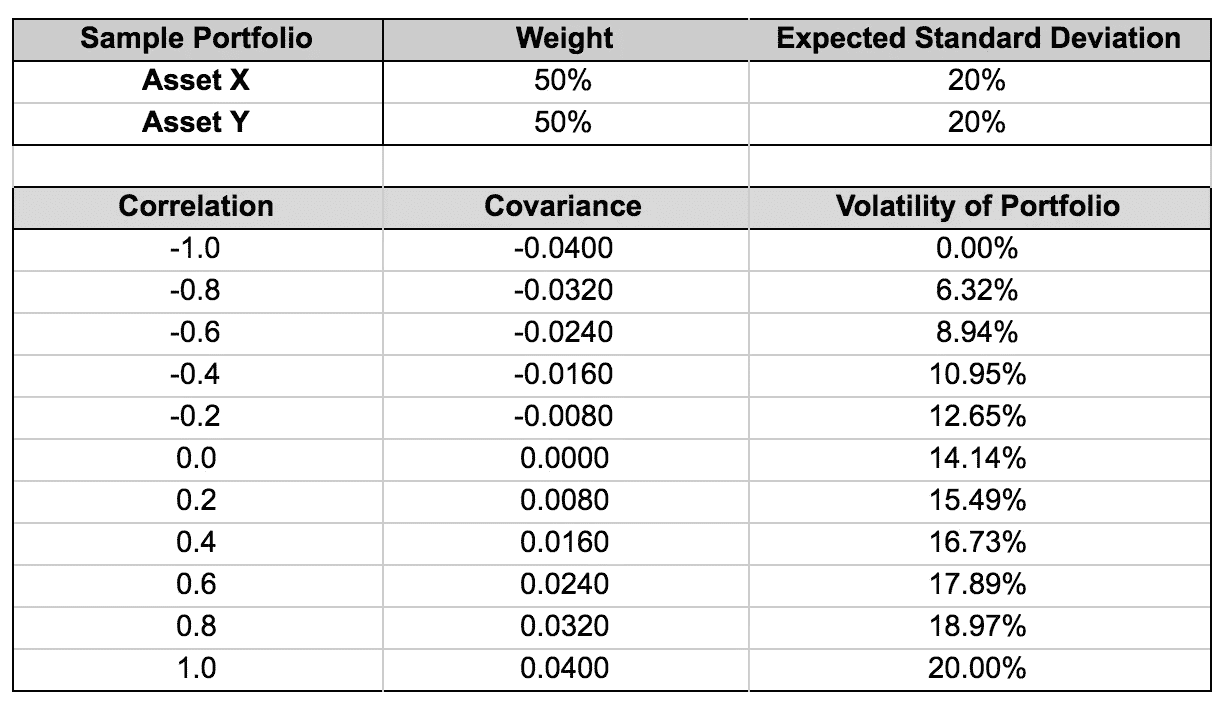 Sample Portfolio Weight Expected Standard Deviation
Asset X 50% 20%
Asset Y 50% 20%
Correlation Covariance Volatility of Portfolio
-1.0 -0.0400 0.00%
-0.8 -0.0320 6.32%
-0.6 -0.0240 8.94%
-0.4 -0.0160 10.95%
-0.2 -0.0080 12.65%
0.0 0.0000 14.14%
0.2 0.0080 15.49%
0.4 0.0160 16.73%
0.6 0.0240 17.89%
0.8 0.0320 18.97%
1.0 0.0400 20.00%